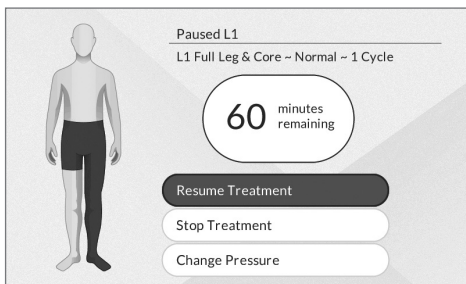 Paused L1
L1 Full Leg & Core ~ Normal ~ 1 Cycle
60 minutes
remaining
Resume Treatment
Stop Treatment
Change Pressure